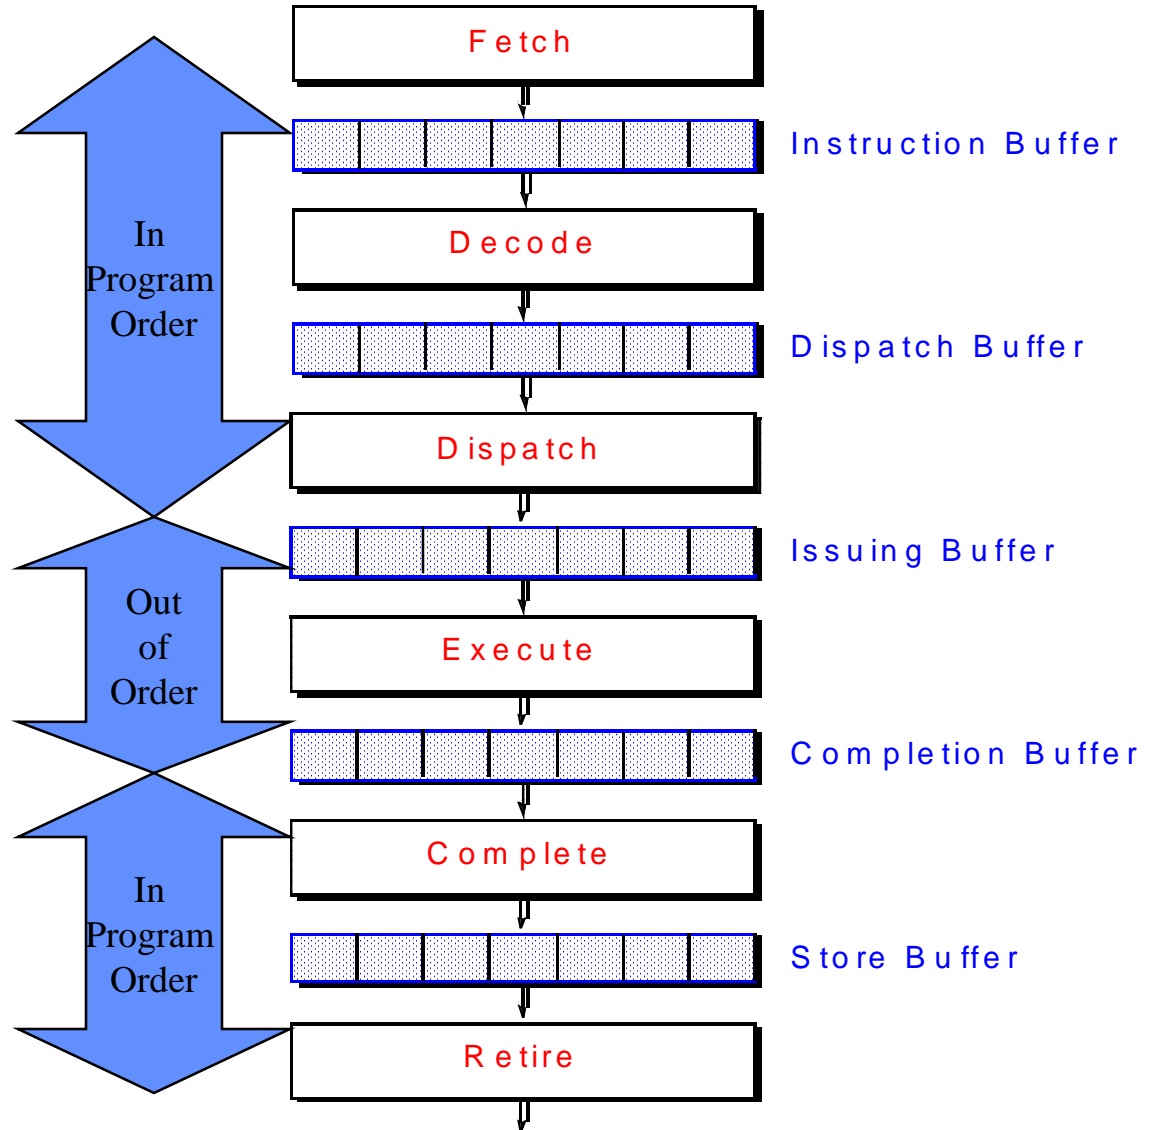 Fetch
Instruction Buffer
In
Program
Order
Decode
Dispatch Buffer
Dispatch
Issuing Buffer
Out
of
Order
Execute
Completion Buffer
Complete
In
Program
Order
Store Buffer
Retire